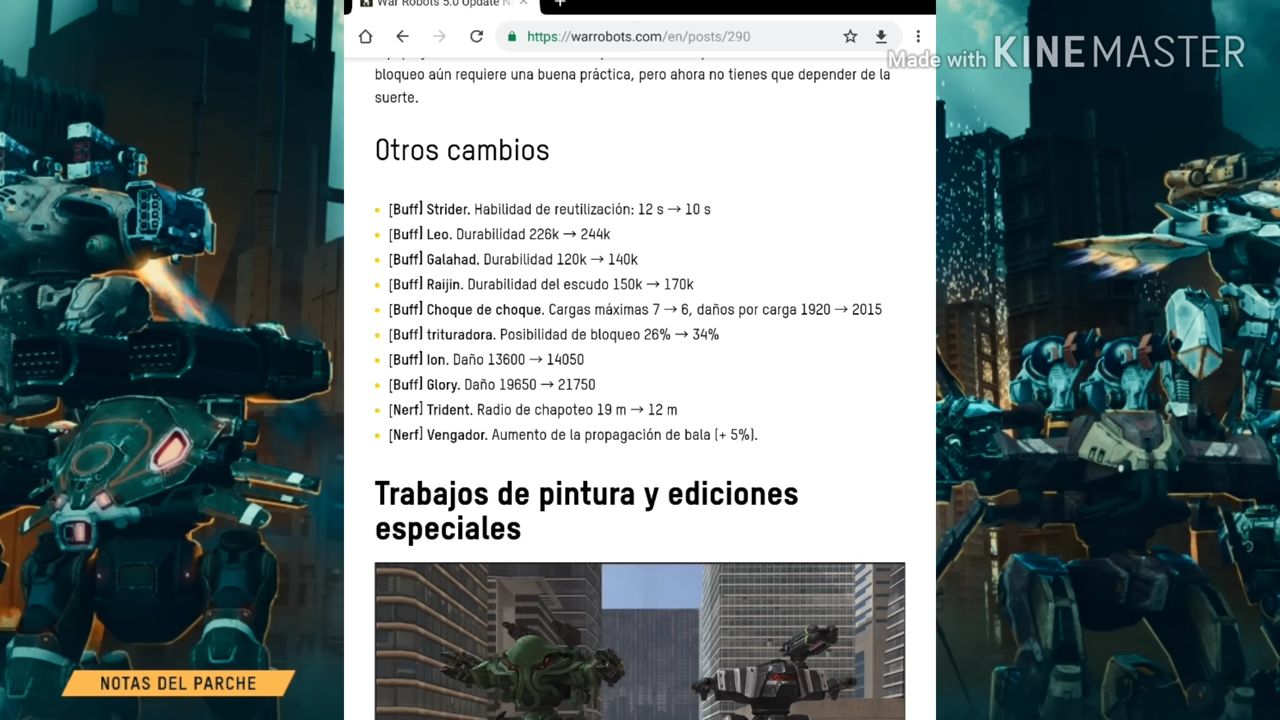 War Robots 5.0 Update
https://warrobots.com/en/posts/290
Made with KINEMASTER
bloqueo aún requiere una buena práctica, pero ahora no tienes que depender de la
suerte.
Otros cambios
[Buff] Strider. Habilidad de reutilización: 12 s → 10 s
[Buff] Leo. Durabilidad 226k → 244k
[Buff] Galahad. Durabilidad 120k → 140k
[Buff] Raijin. Durabilidad del escudo 150k → 170k
[Buff] Choque de choque. Cargas máximas 7 → 6, daños por carga 1920 → 2015
[Buff] trituradora. Posibilidad de bloqueo 26% → 34%
[Buff] Ion. Daño 13600 → 14050
[Buff] Glory. Daño 19650 → 21750
[Nerf] Trident. Radio de chapoteo 19 m → 12 m
[Nerf] Vengador. Aumento de la propagación de bala (+ 5%).
Trabajos de pintura y ediciones
especiales
NOTAS DEL PARCHE